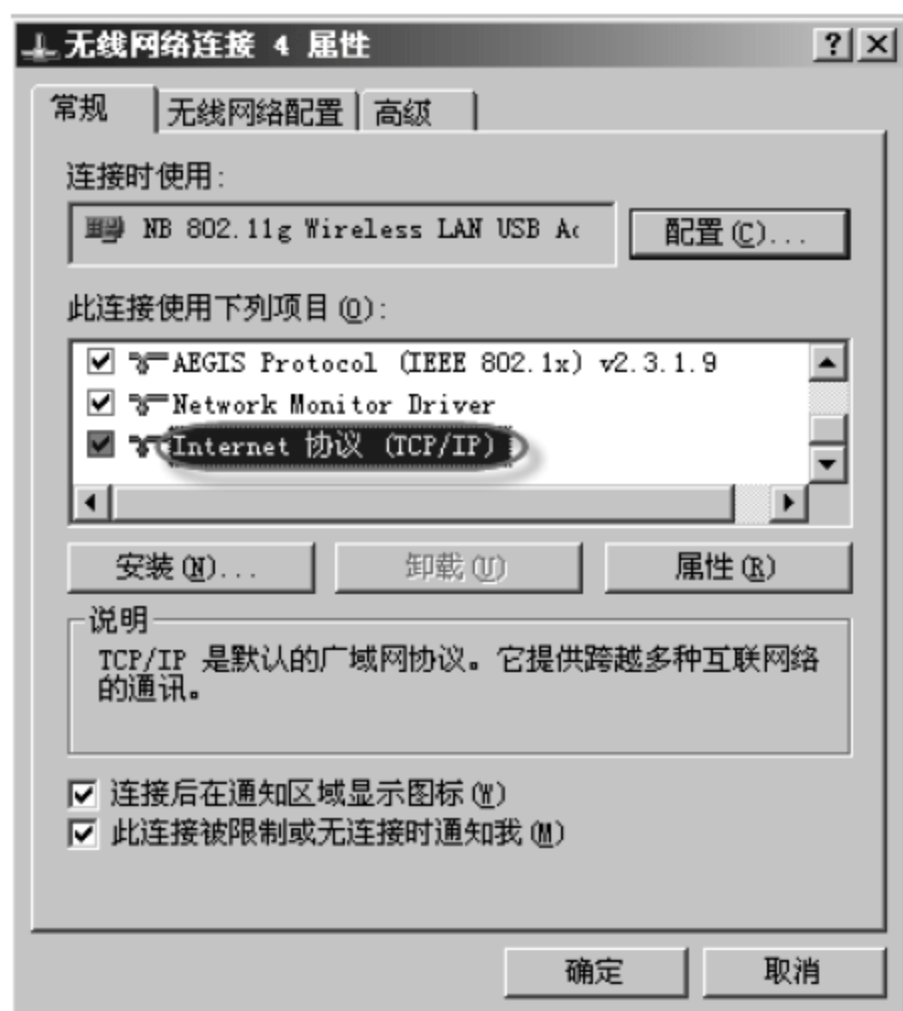 无线网络连接 4 属性
? ×
常规 无线网络配置 高级
连接时使用:
NB 802.11g Wireless LAN USB 配置(C)...
此连接使用下列项目(O):
AEGIS Protocol (IEEE 802.1x) v2.3.1.9
Network Monitor Driver
Internet 协议 (TCP/IP)
安装(N)... 卸载(U) 属性(R)
说明
TCP/IP 是默认的广域网协议。它提供跨越多种互联网络
的通讯。
连接后在通知区域显示图标(W)
此连接被限制或无连接时通知我(M)
确定 取消